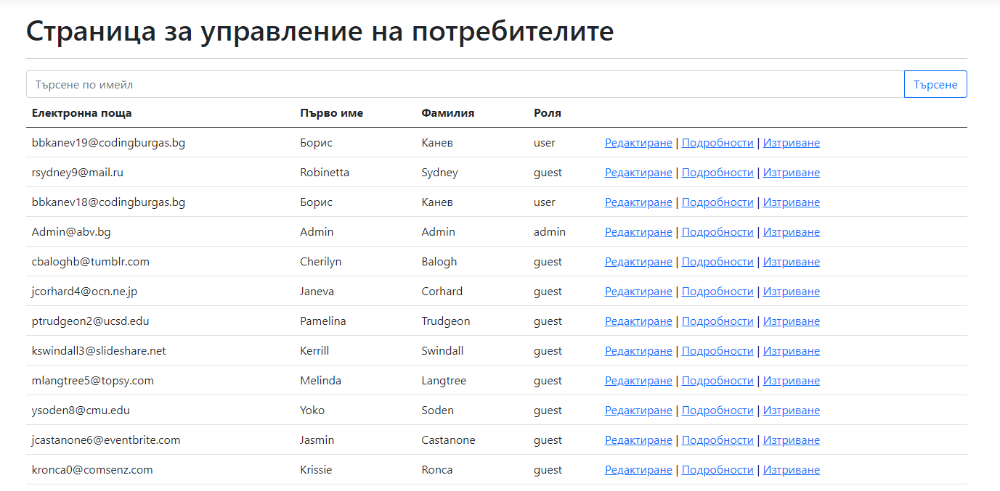 Страница за управление на потребителите
Търсене по имейл Търсене
Електронна поща Първо име Фамилия Роля
bbkanev19@codingburgas.bg Борис Канев user Редактиране | Подробности | Изтриване
rsydney9@mail.ru Robinetta Sydney guest Редактиране | Подробности | Изтриване
bbkanev18@codingburgas.bg Борис Канев user Редактиране | Подробности | Изтриване
Admin@abv.bg Admin Admin admin Редактиране | Подробности | Изтриване
cbaloghb@tumblr.com Cherilyn Balogh guest Редактиране | Подробности | Изтриване
jcorhard4@ocn.ne.jp Janeva Corhard guest Редактиране | Подробности | Изтриване
ptrudgeon2@ucsd.edu Pamelina Trudgeon guest Редактиране | Подробности | Изтриване
kswindall3@slideshare.net Kerrill Swindall guest Редактиране | Подробности | Изтриване
mlangtree5@topsy.com Melinda Langtree guest Редактиране | Подробности | Изтриване
ysoden8@cmu.edu Yoko Soden guest Редактиране | Подробности | Изтриване
jcastanone6@eventbrite.com Jasmin Castanone guest Редактиране | Подробности | Изтриване
kronca0@comsenz.com Krissie Ronca guest Редактиране | Подробности | Изтриване